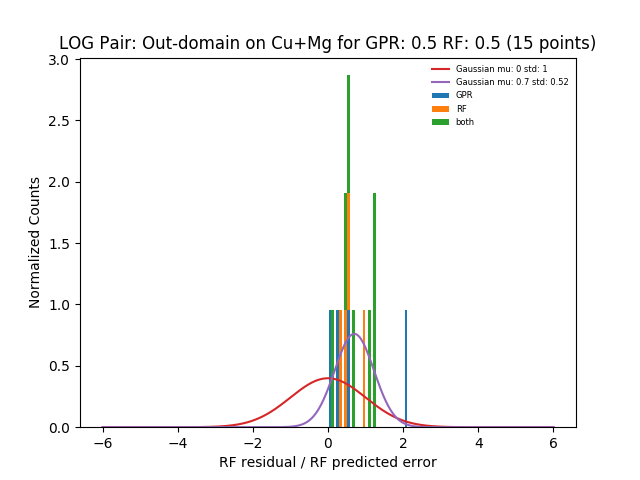 LOG Pair: Out-domain on Cu+Mg for GPR: 0.5 RF: 0.5 (15 points)
3.0
2.5
2.0
1.5
1.0
0.5
0.0
Normalized Counts
Gaussian mu: 0 std: 1
Gaussian mu: 0.7 std: 0.52
GPR
RF
both
−6 −4 −2 0 2 4 6
RF residual / RF predicted error